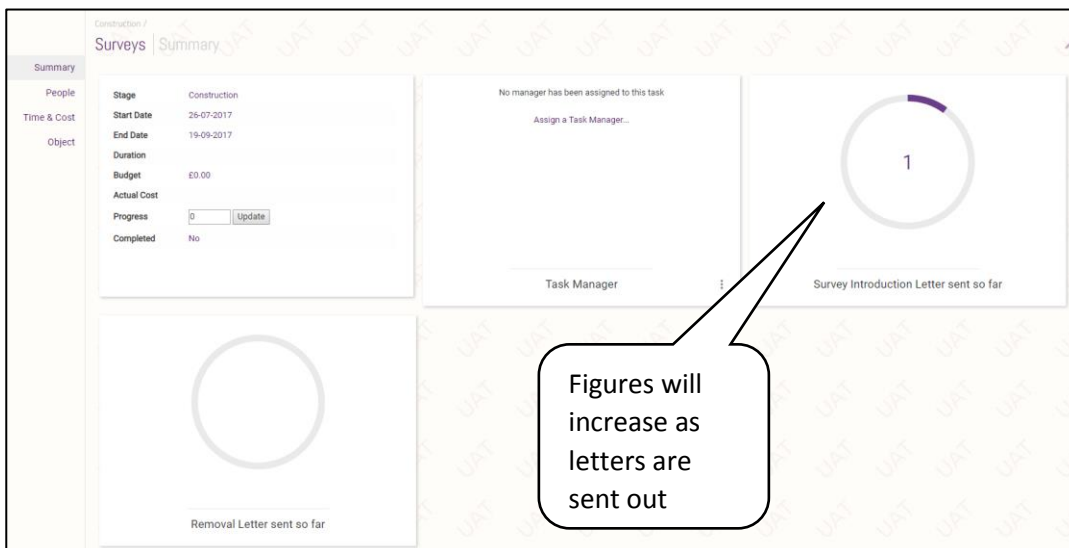 Construction /
Surveys | Summary
Summary
People
Time & Cost
Object
Stage Construction
Start Date 26-07-2017
End Date 19-09-2017
Duration
Budget £0.00
Actual Cost
Progress 0 Update
Completed No
No manager has been assigned to this task
Assign a Task Manager...
Task Manager
1
Survey Introduction Letter sent so far
Removal Letter sent so far
Figures will
increase as
letters are
sent out
UAT